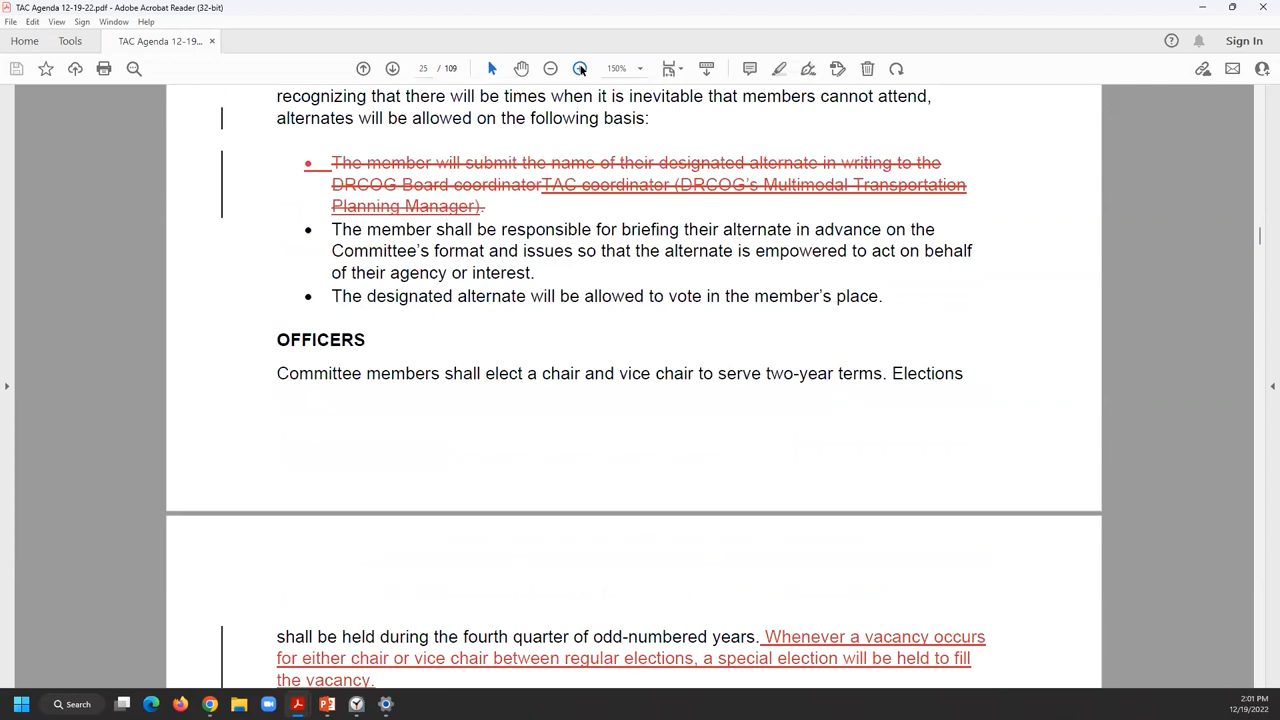 TAC Agenda 12-19-22.pdf - Adobe Acrobat Reader (32-bit)
File Edit View Sign Window Help
Home Tools TAC Agenda 12-19... × Sign In
25 / 109 150%
recognizing that there will be times when it is inevitable that members cannot attend,
alternates will be allowed on the following basis:
• The member will submit the name of their designated alternate in writing to the
DRCOG Board coordinatorTAC coordinator (DRCOG's Multimodal Transportation
Planning Manager).
• The member shall be responsible for briefing their alternate in advance on the
Committee's format and issues so that the alternate is empowered to act on behalf
of their agency or interest.
• The designated alternate will be allowed to vote in the member's place.
OFFICERS
Committee members shall elect a chair and vice chair to serve two-year terms. Elections
shall be held during the fourth quarter of odd-numbered years. Whenever a vacancy occurs
for either chair or vice chair between regular elections, a special election will be held to fill
the vacancy.
Search
2:01 PM
12/19/2022